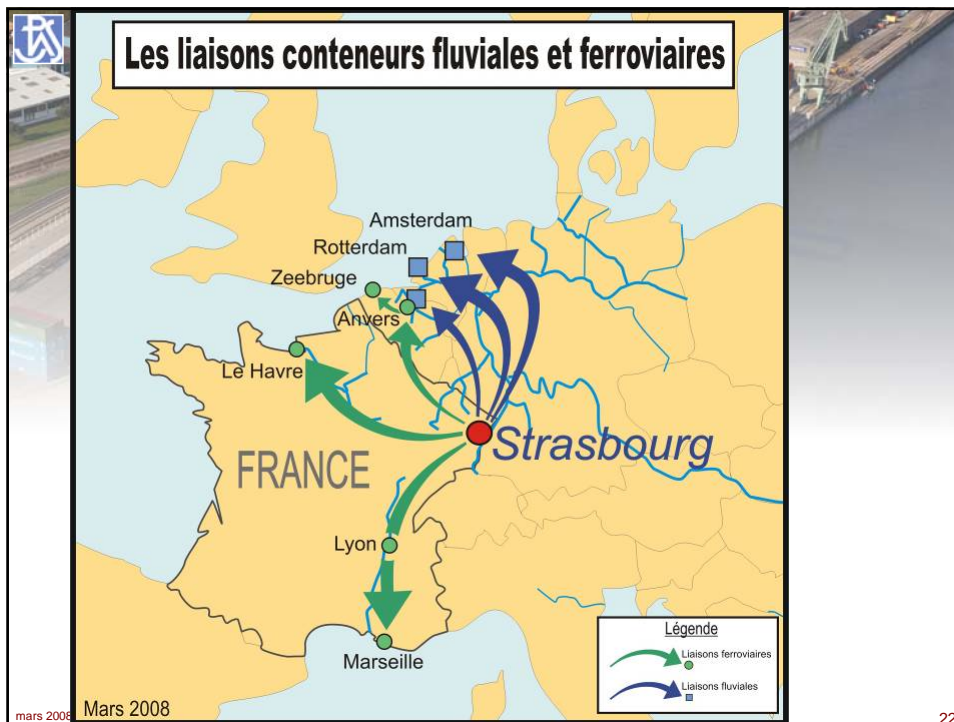 Les liaisons conteneurs fluviales et ferroviaires
Amsterdam
Rotterdam
Zeebruge
Anvers
Le Havre
Strasbourg
FRANCE
Lyon
Marseille
Légende
Liaisons ferroviaires
Liaisons fluviales
mars 2008
Mars 2008
22